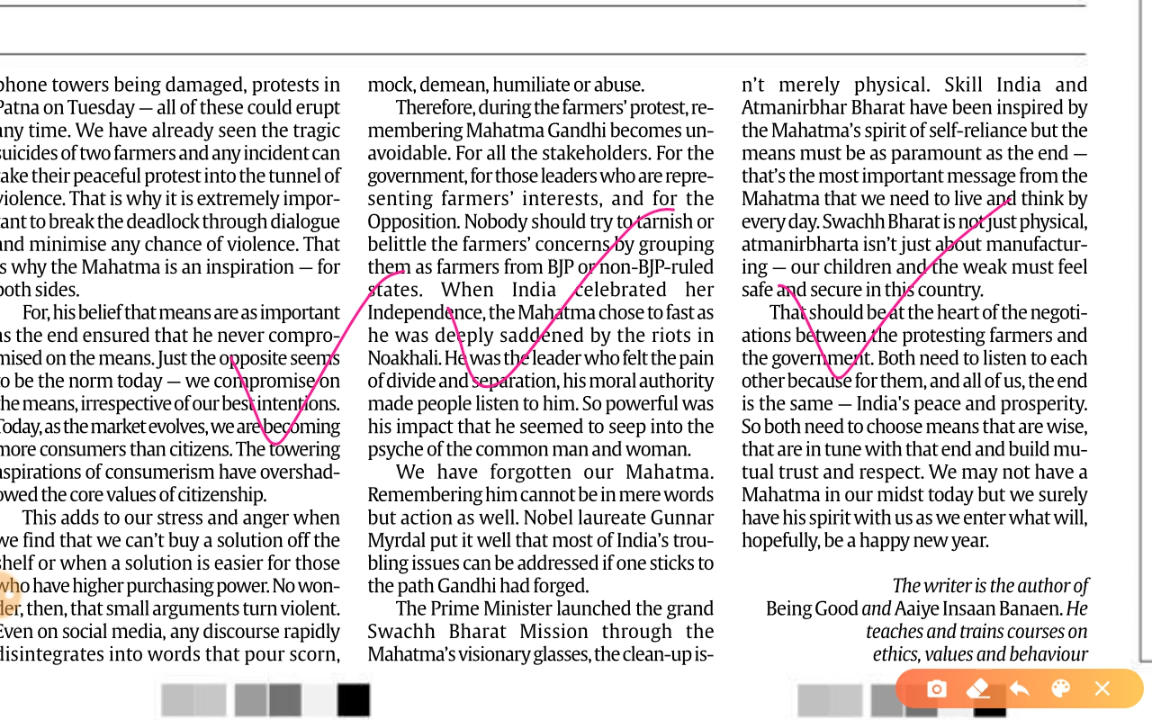 phone towers being damaged, protests in
Patna on Tuesday — all of these could erupt
any time. We have already seen the tragic
suicides of two farmers and any incident can
take their peaceful protest into the tunnel of
violence. That is why it is extremely impor-
tant to break the deadlock through dialogue
and minimise any chance of violence. That
is why the Mahatma is an inspiration — for
both sides.
For, his belief that means are as important
as the end ensured that he never compro-
mised on the means. Just the opposite seems
to be the norm today — we compromise on
the means, irrespective of our best intentions.
Today, as the market evolves, we are becoming
more consumers than citizens. The towering
aspirations of consumerism have overshad-
owed the core values of citizenship.
This adds to our stress and anger when
we find that we can't buy a solution off the
shelf or when a solution is easier for those
who have higher purchasing power. No won-
der, then, that small arguments turn violent.
Even on social media, any discourse rapidly
disintegrates into words that pour scorn,
mock, demean, humiliate or abuse.
Therefore, during the farmers' protest, re-
membering Mahatma Gandhi becomes un-
avoidable. For all the stakeholders. For the
government, for those leaders who are repre-
senting farmers' interests, and for the
Opposition. Nobody should try to tarnish or
belittle the farmers' concerns by grouping
them as farmers from BJP or non-BJP-ruled
states. When India celebrated her
Independence, the Mahatma chose to fast as
he was deeply saddened by the riots in
Noakhali. He was the leader who felt the pain
of divide and separation, his moral authority
made people listen to him. So powerful was
his impact that he seemed to seep into the
psyche of the common man and woman.
We have forgotten our Mahatma.
Remembering him cannot be in mere words
but action as well. Nobel laureate Gunnar
Myrdal put it well that most of India's trou-
bling issues can be addressed if one sticks to
the path Gandhi had forged.
The Prime Minister launched the grand
Swachh Bharat Mission through the
Mahatma's visionary glasses, the clean-up is-
n't merely physical. Skill India and
Atmanirbhar Bharat have been inspired by
the Mahatma's spirit of self-reliance but the
means must be as paramount as the end —
that's the most important message from the
Mahatma that we need to live and think by
every day. Swachh Bharat is not just physical,
atmanirbharta isn't just about manufactur-
ing — our children and the weak must feel
safe and secure in this country.
That should be at the heart of the negoti-
ations between the protesting farmers and
the government. Both need to listen to each
other because for them, and all of us, the end
is the same — India's peace and prosperity.
So both need to choose means that are wise,
that are in tune with that end and build mu-
tual trust and respect. We may not have a
Mahatma in our midst today but we surely
have his spirit with us as we enter what will,
hopefully, be a happy new year.
The writer is the author of
Being Good and Aaiye Insaan Banaen. He
teaches and trains courses on
ethics, values and behaviour